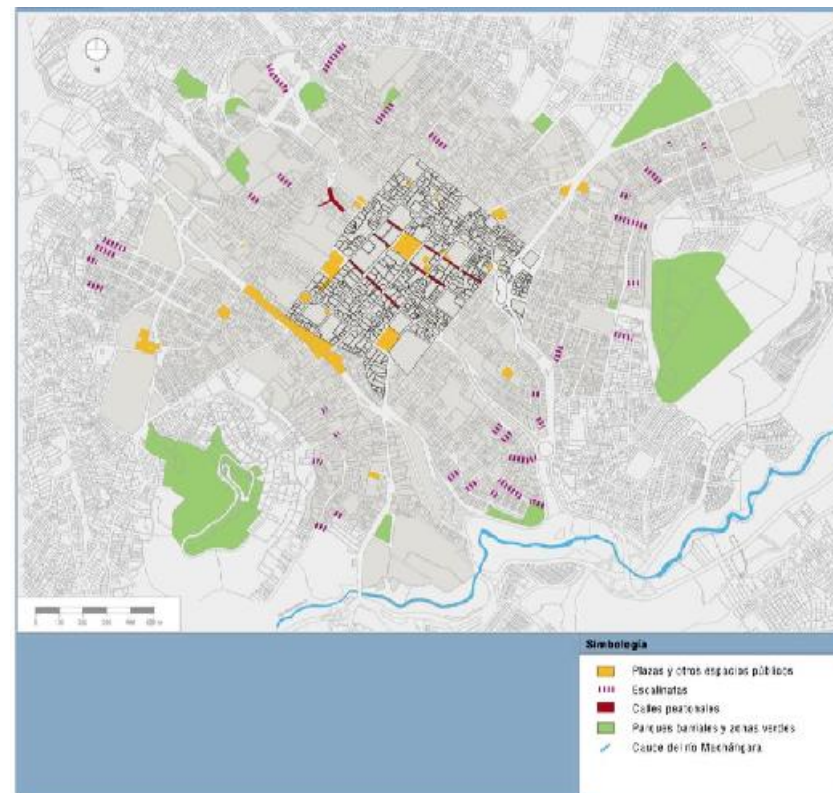 N
Simbología
Plazas y otros espacios públicos
Escalinatas
Calles peatonales
Parques barriales y zonas verdes
Cauce del río Machángara